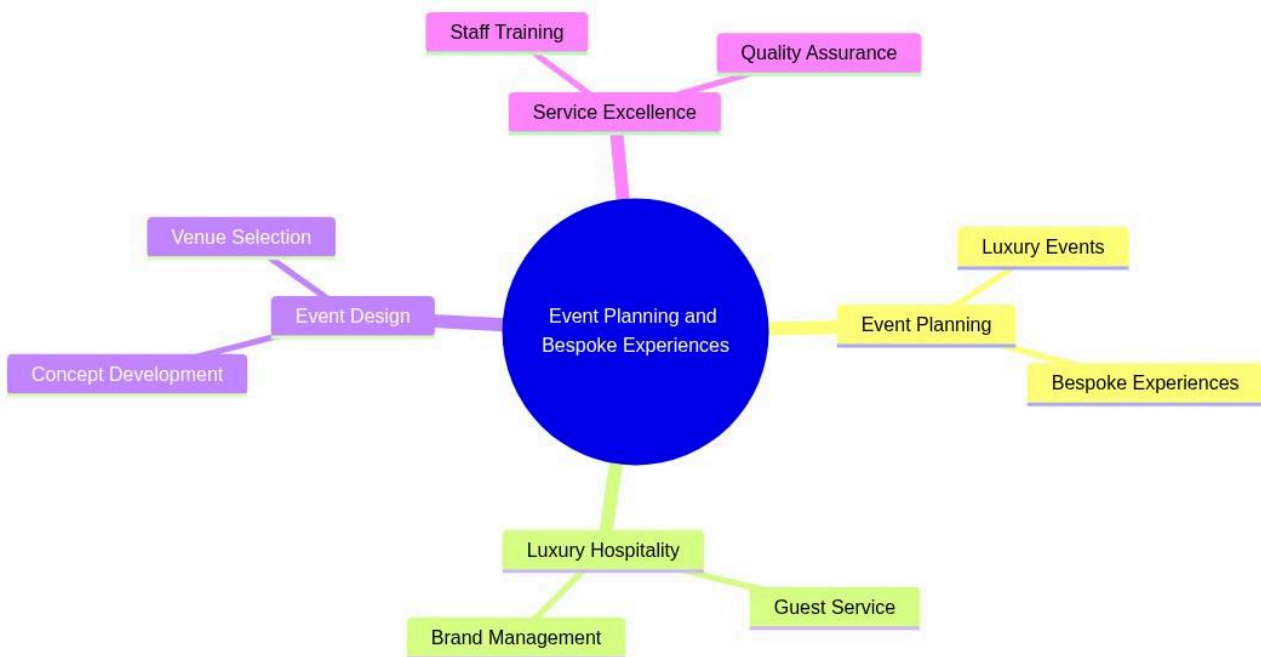 Staff Training
Quality Assurance
Service Excellence
Venue Selection
Luxury Events
Event Design
Event Planning and
Bespoke Experiences
Event Planning
Concept Development
Bespoke Experiences
Luxury Hospitality
Guest Service
Brand Management